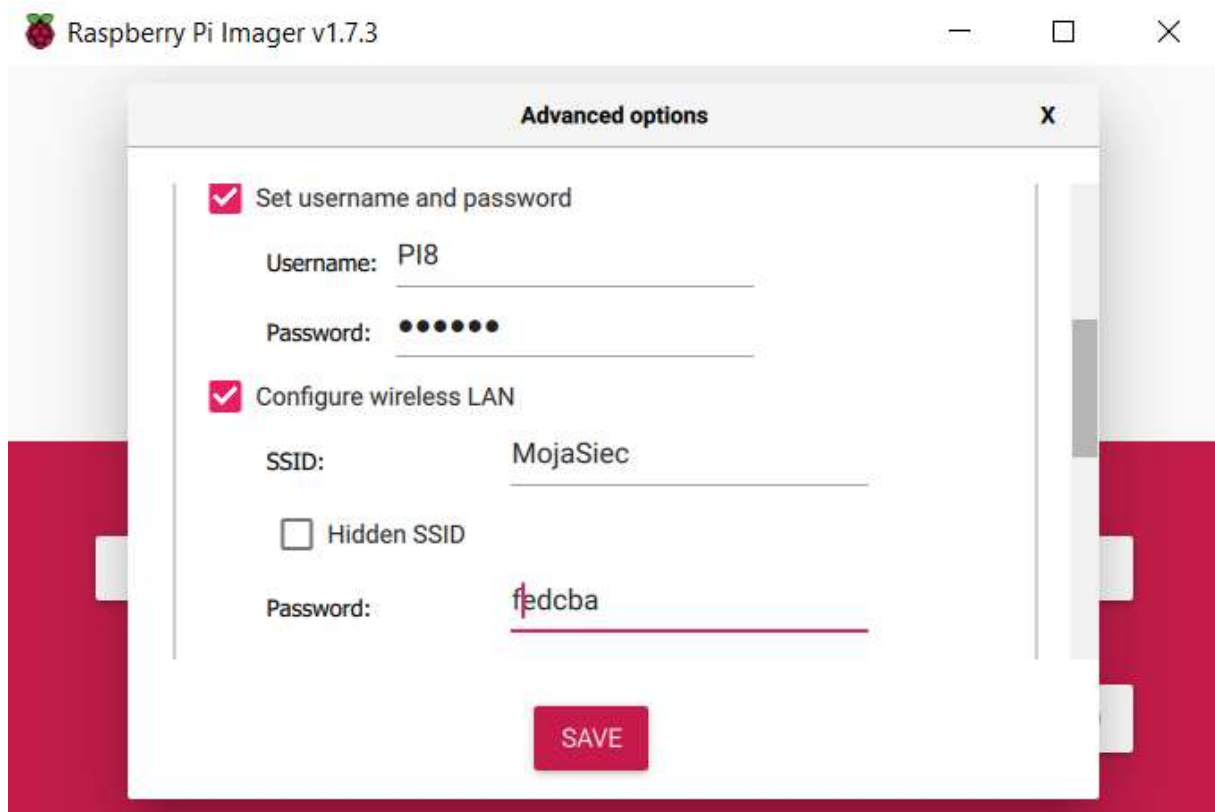 Raspberry Pi Imager v1.7.3
Advanced options
X
Set username and password
Username: PI8
Password: ●●●●●●
Configure wireless LAN
SSID: MojaSiec
Hidden SSID
Password: fedcba
SAVE